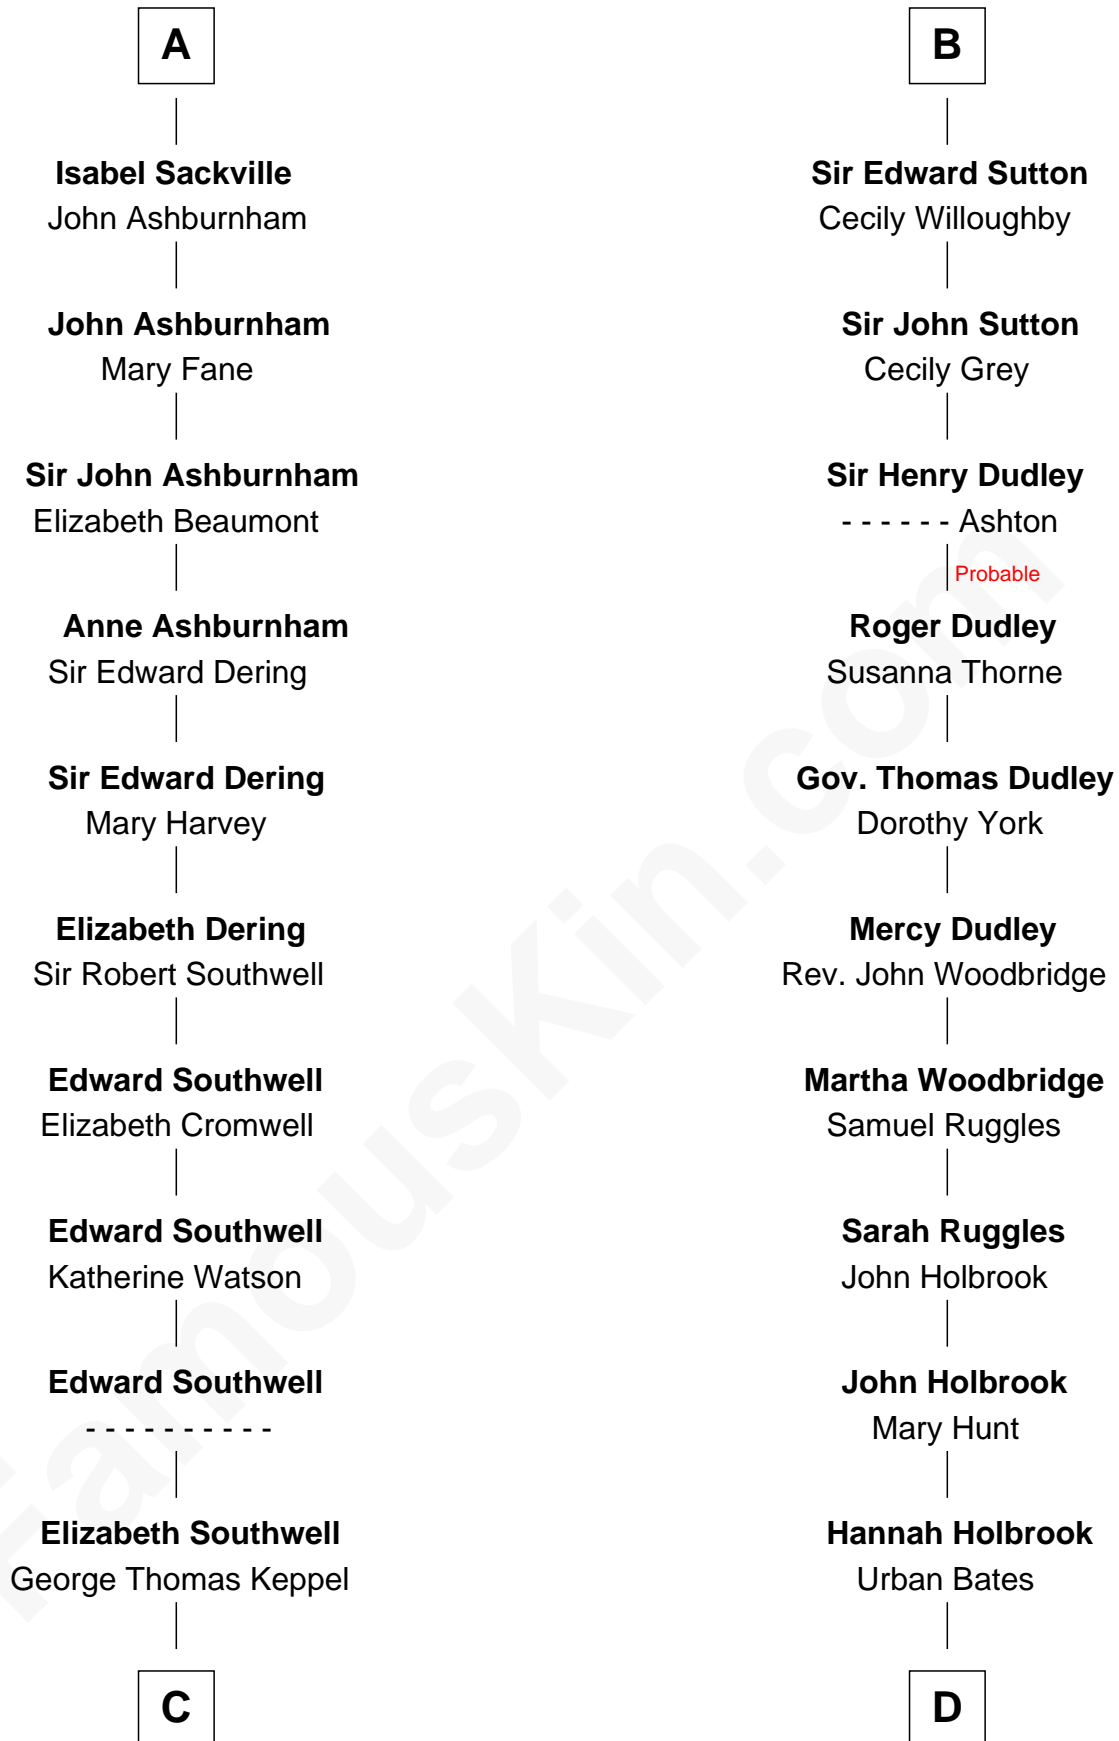 A
Isabel Sackville
John Ashburnham
John Ashburnham
Mary Fane
Sir John Ashburnham
Elizabeth Beaumont
Anne Ashburnham
Sir Edward Dering
Sir Edward Dering
Mary Harvey
Elizabeth Dering
Sir Robert Southwell
Edward Southwell
Elizabeth Cromwell
Edward Southwell
Katherine Watson
Edward Southwell
- - - - - - - - - -
Elizabeth Southwell
George Thomas Keppel
C
B
Sir Edward Sutton
Cecily Willoughby
Sir John Sutton
Cecily Grey
Sir Henry Dudley
- - - - - - Ashton
Probable
Roger Dudley
Susanna Thorne
Gov. Thomas Dudley
Dorothy York
Mercy Dudley
Rev. John Woodbridge
Martha Woodbridge
Samuel Ruggles
Sarah Ruggles
John Holbrook
John Holbrook
Mary Hunt
Hannah Holbrook
Urban Bates
D
FamousKin.com